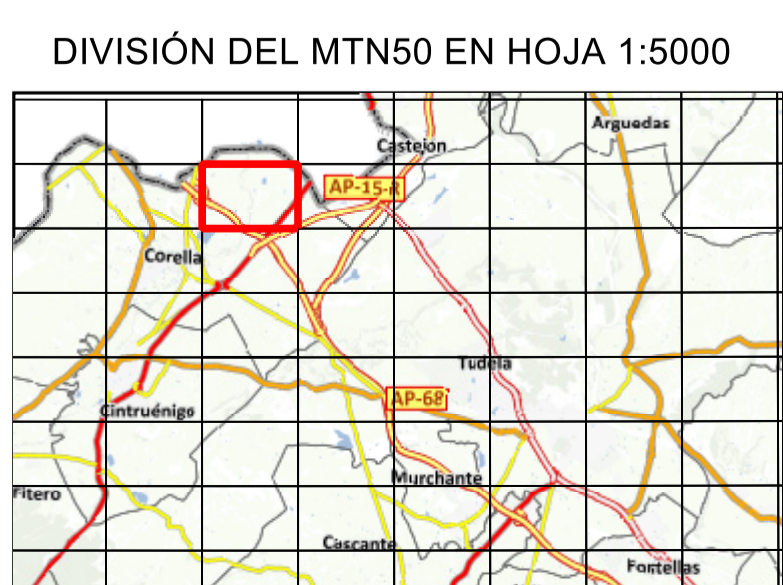 DIVISIÓN DEL MTN50 EN HOJA 1:5000
Arguedas
Castejon
AP-15-R
Corella
Tudela
AP-68
Cintruénigo
Murchante
Fitero
Cascante
Fontellas